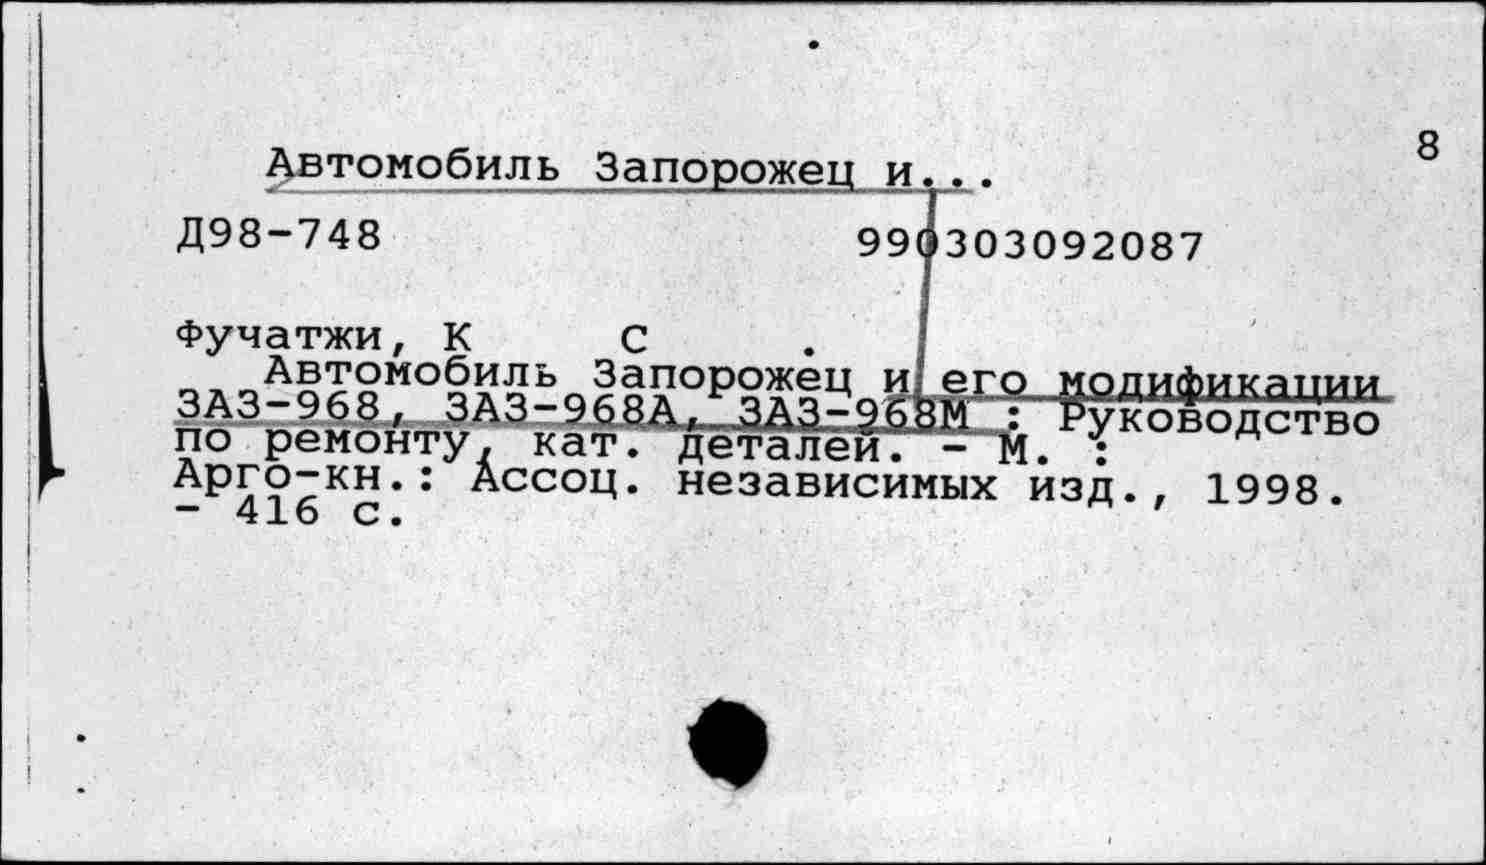 8
Автомобиль Запорожец и...
Д98-748 990303092087
Фучатжи, К С .
Автомобиль Запорожец и его модификации
ЗАЗ-968, ЗАЗ-968А, ЗАЗ-968М : Руководство
по ремонту, кат. деталей. - М. :
Арго-кн.: Ассоц. независимых изд., 1998.
- 416 с.